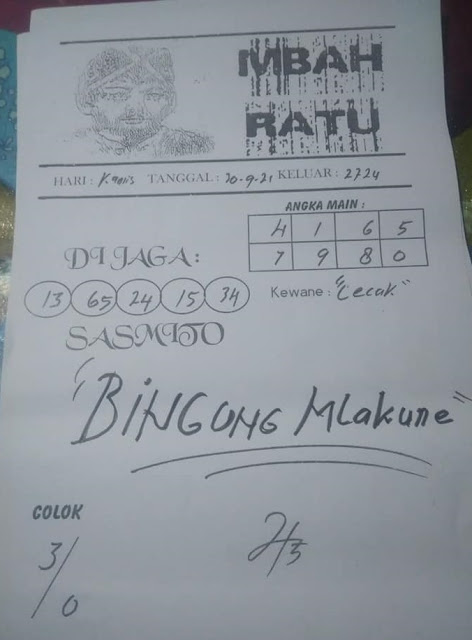 MBAH
RATU
HARI : Kamis TANGGAL : 30-9-21 KELUAR : 2724
ANGKA MAIN :
4 1 6 5
7 9 8 0
DI JAGA :
13 65 24 15 34
Kewane : "Cecak"
SASMITO
"BINGONG Mlakune"
COLOK
3/0
2/3